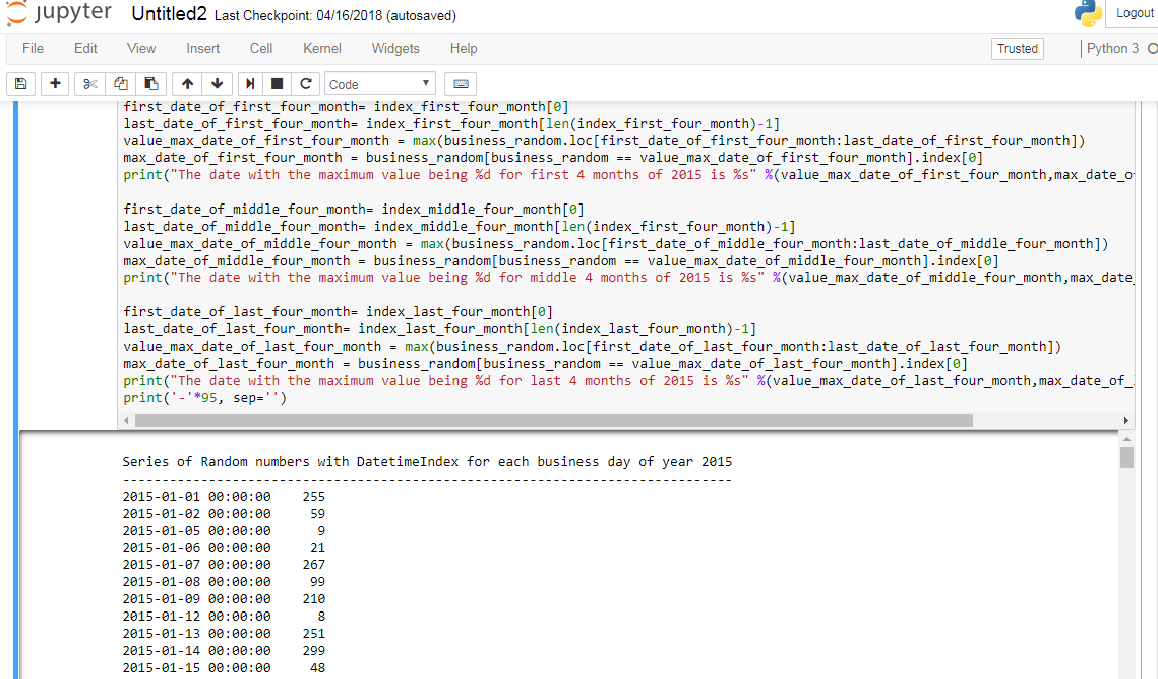 jupyter Untitled2 Last Checkpoint: 04/16/2018 (autosaved) Logout
File Edit View Insert Cell Kernel Widgets Help Trusted Python 3
Code
first_date_of_first_four_month= index_first_four_month[0]
last_date_of_first_four_month= index_first_four_month[len(index_first_four_month)-1]
value_max_date_of_first_four_month = max(business_random.loc[first_date_of_first_four_month:last_date_of_first_four_month])
max_date_of_first_four_month = business_random[business_random == value_max_date_of_first_four_month].index[0]
print("The date with the maximum value being %d for first 4 months of 2015 is %s" %(value_max_date_of_first_four_month,max_date_o
first_date_of_middle_four_month= index_middle_four_month[0]
last_date_of_middle_four_month= index_middle_four_month[len(index_first_four_month)-1]
value_max_date_of_middle_four_month = max(business_random.loc[first_date_of_middle_four_month:last_date_of_middle_four_month])
max_date_of_middle_four_month = business_random[business_random == value_max_date_of_middle_four_month].index[0]
print("The date with the maximum value being %d for middle 4 months of 2015 is %s" %(value_max_date_of_middle_four_month,max_date_
first_date_of_last_four_month= index_last_four_month[0]
last_date_of_last_four_month= index_last_four_month[len(index_last_four_month)-1]
value_max_date_of_last_four_month = max(business_random.loc[first_date_of_last_four_month:last_date_of_last_four_month])
max_date_of_last_four_month = business_random[business_random == value_max_date_of_last_four_month].index[0]
print("The date with the maximum value being %d for last 4 months of 2015 is %s" %(value_max_date_of_last_four_month,max_date_of_
print('-'*95, sep='')
Series of Random numbers with DatetimeIndex for each business day of year 2015
------------------------------------------------------------------------------
2015-01-01 00:00:00    255
2015-01-02 00:00:00     59
2015-01-05 00:00:00      9
2015-01-06 00:00:00     21
2015-01-07 00:00:00    267
2015-01-08 00:00:00     99
2015-01-09 00:00:00    210
2015-01-12 00:00:00      8
2015-01-13 00:00:00    251
2015-01-14 00:00:00    299
2015-01-15 00:00:00     48